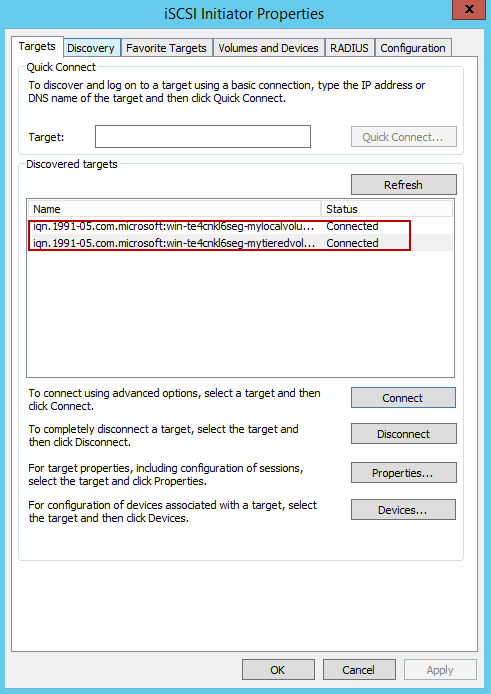 iSCSI Initiator Properties
x
Targets Discovery Favorite Targets Volumes and Devices RADIUS Configuration
Quick Connect
To discover and log on to a target using a basic connection, type the IP address or
DNS name of the target and then click Quick Connect.
Target: Quick Connect...
Discovered targets
Refresh
Name Status
iqn.1991-05.com.microsoft:win-te4cnkl6seg-mylocalvolu... Connected
iqn.1991-05.com.microsoft:win-te4cnkl6seg-mytieredvol... Connected
To connect using advanced options, select a target and then
click Connect.
Connect
To completely disconnect a target, select the target and
then click Disconnect.
Disconnect
For target properties, including configuration of sessions,
select the target and click Properties.
Properties...
For configuration of devices associated with a target, select
the target and then click Devices.
Devices...
OK Cancel Apply